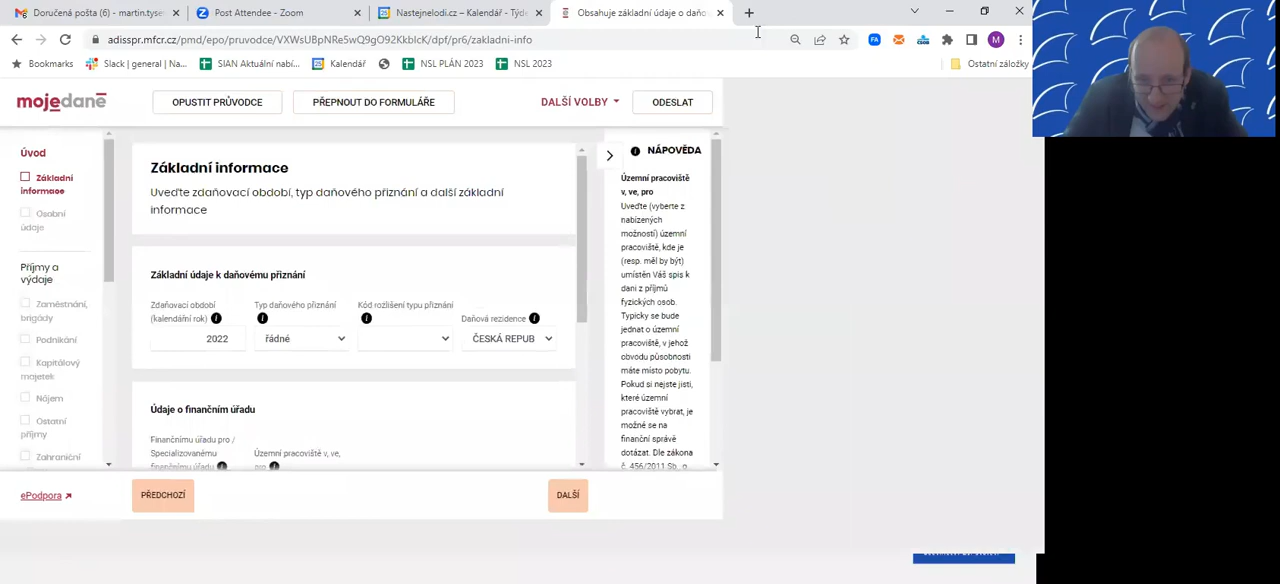 Doručená pošta (6) - martin.tyse
Post Attendee - Zoom
Nastejnelodi.cz – Kalendář - Týde
Obsahuje základní údaje o daňo
adisspr.mfcr.cz/pmd/epo/pruvodce/VXWsUBpNRe5wQ9gO92KkbIcK/dpf/pr6/zakladni-info
FA
M
Bookmarks
Slack | general | Na...
SIAN Aktuální nabí...
Kalendář
NSL PLÁN 2023
NSL 2023
Ostatní záložky
mojedaně
OPUSTIT PRŮVODCE
PŘEPNOUT DO FORMULÁŘE
DALŠÍ VOLBY
ODESLAT
Úvod
Základní
informace
Osobní
údaje
Příjmy a
výdaje
Zaměstnání,
brigády
Podnikání
Kapitálový
majetek
Nájem
Ostatní
příjmy
Zahraniční
Základní informace
Uveďte zdaňovací období, typ daňového přiznání a další základní
informace
Základní údaje k daňovému přiznání
Zdaňovací období
(kalendářní rok)
2022
Typ daňového přiznání
řádné
Kód rozlišení typu přiznání
Daňová rezidence
ČESKÁ REPUB
Údaje o finančním úřadu
Finančnímu úřadu pro /
Specializovanému
finančnímu úřadu
Územní pracoviště v, ve,
pro
NÁPOVĚDA
Územní pracoviště
v, ve, pro
Uveďte (vyberte z
nabízených
možností) územní
pracoviště, kde je
(resp. měl by být)
umístěn Váš spis k
dani z příjmů
fyzických osob.
Typicky se bude
jednat o územní
pracoviště, v jehož
obvodu působnosti
máte místo pobytu.
Pokud si nejste jistí,
které územní
pracoviště vybrat, je
možné se na
finanční správě
dotázat. Dle zákona
č. 456/2011 Sb., o
ePodpora
PŘEDCHOZÍ
DALŠÍ